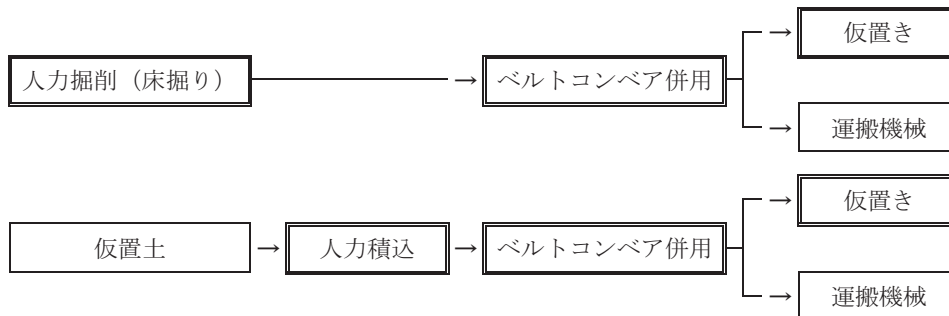 仮置き
人力掘削（床掘り）
ベルトコンベア併用
運搬機械
仮置き
仮置土
人力積込
ベルトコンベア併用
運搬機械